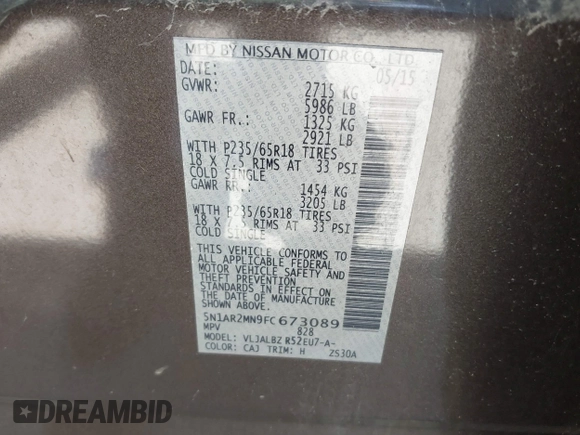 MFD BY NISSAN MOTOR CO., LTD.
05/15
GVWR: 2715 KG
5986 LB
GAWR FR.: 1325 KG
2921 LB
WITH P235/65R18 TIRES
18 X 7.5 RIMS AT 33 PSI
COLD SINGLE
GAWR RR.: 1454 KG
3205 LB
WITH P235/65R18 TIRES
18 X 7.5 RIMS AT 33 PSI
COLD SINGLE
THIS VEHICLE CONFORMS TO
ALL APPLICABLE FEDERAL
MOTOR VEHICLE SAFETY AND
THEFT PREVENTION
STANDARDS IN EFFECT ON
THE DATE OF MANUFACTURE
SHOWN ABOVE.
5N1AR2MN9FC673089
MPV 828
MODEL: VLJALBZ R52EU7-A-
COLOR: CAJ TRIM: H ZS30A
DREAMBID